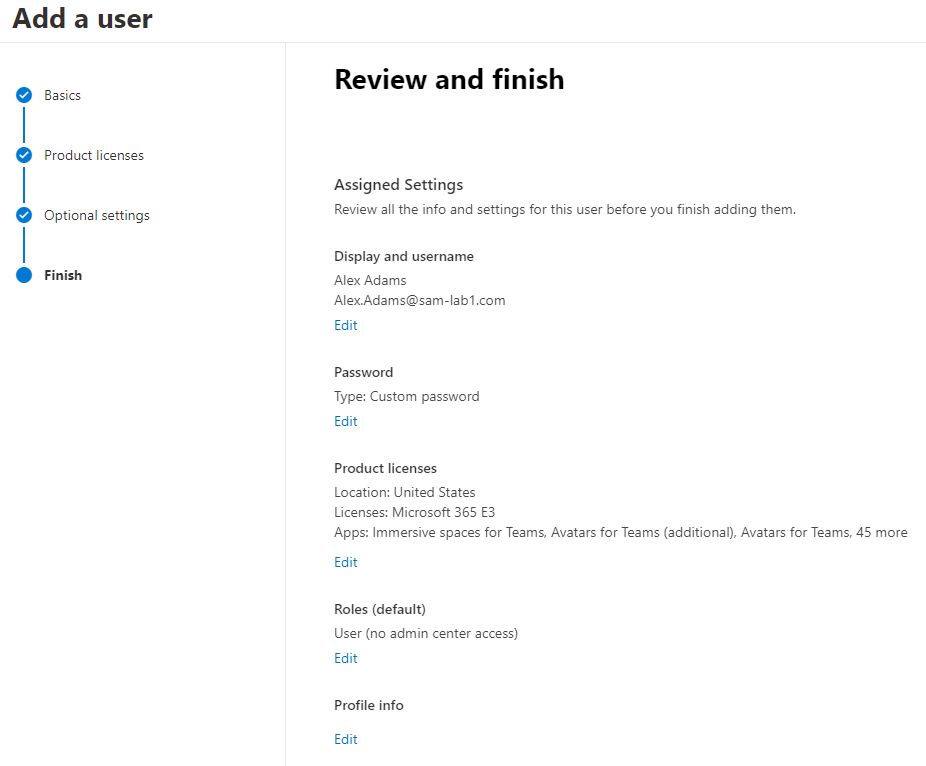 Add a user
Basics
Product licenses
Optional settings
Finish
Review and finish
Assigned Settings
Review all the info and settings for this user before you finish adding them.
Display and username
Alex Adams
Alex.Adams@sam-lab1.com
Edit
Password
Type: Custom password
Edit
Product licenses
Location: United States
Licenses: Microsoft 365 E3
Apps: Immersive spaces for Teams, Avatars for Teams (additional), Avatars for Teams, 45 more
Edit
Roles (default)
User (no admin center access)
Edit
Profile info
Edit